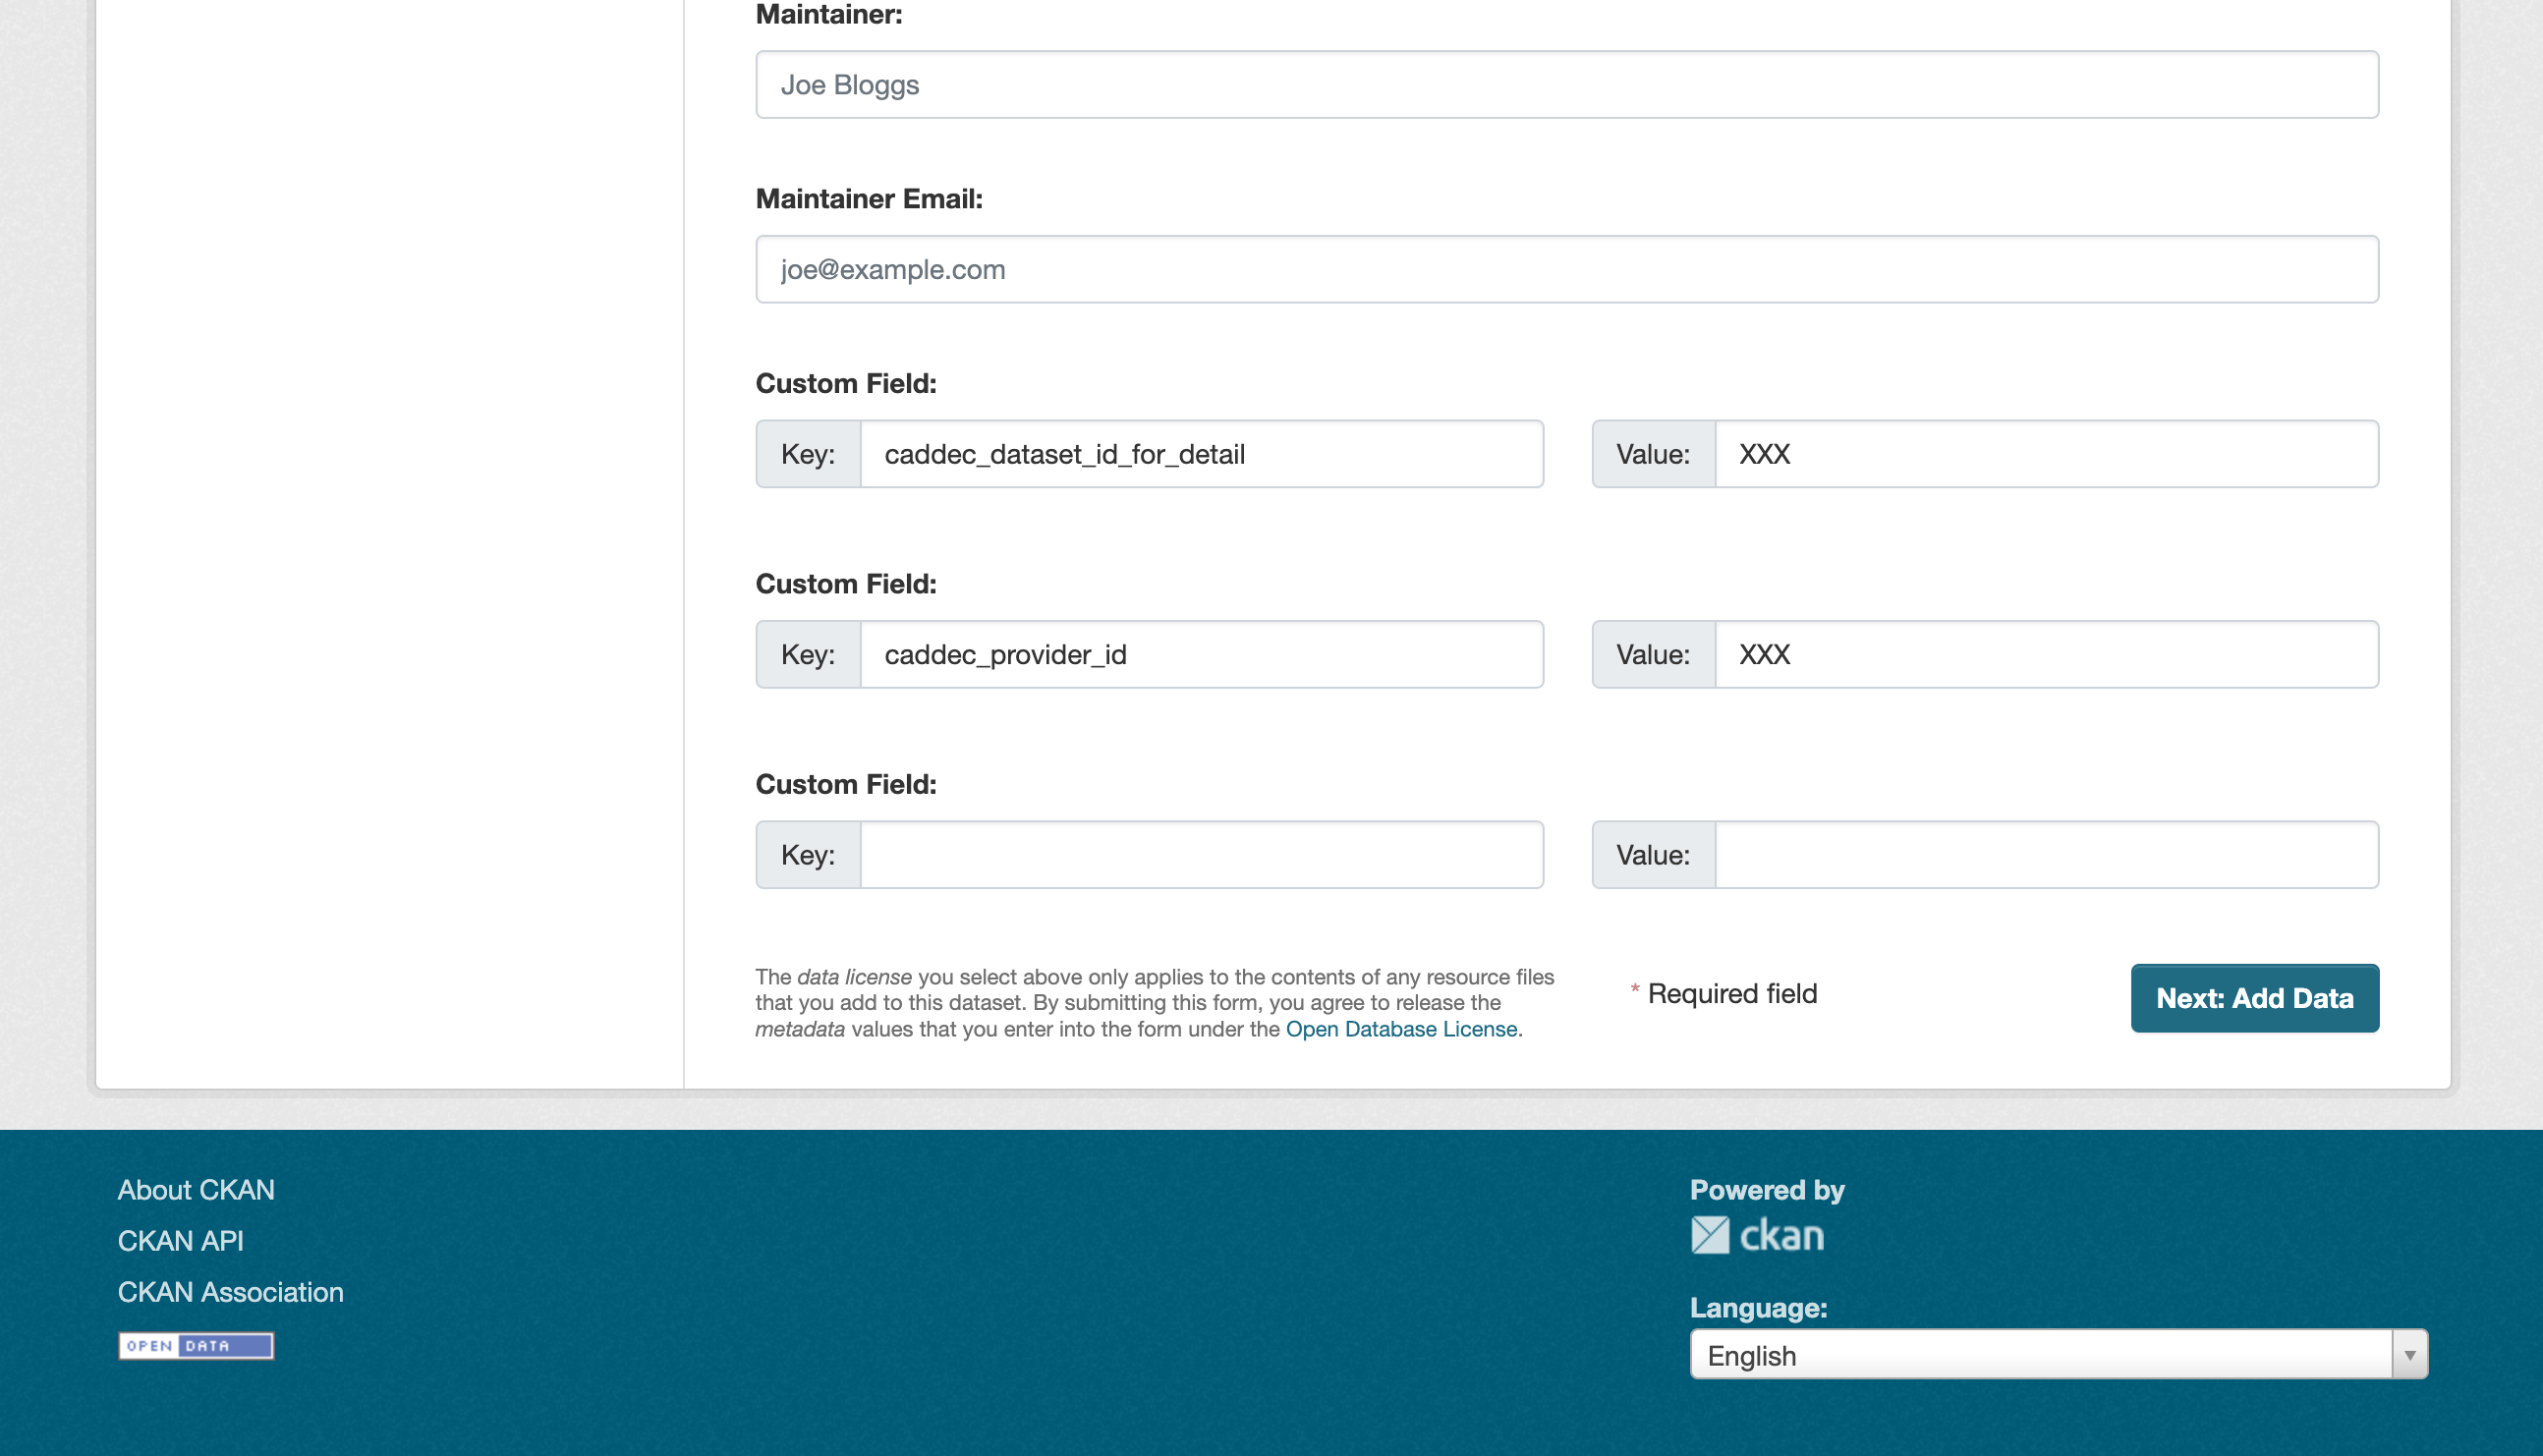 Maintainer:
Joe Bloggs
Maintainer Email:
joe@example.com
Custom Field:
Key: caddec_dataset_id_for_detail Value: XXX
Custom Field:
Key: caddec_provider_id Value: XXX
Custom Field:
Key: Value:
The data license you select above only applies to the contents of any resource files
that you add to this dataset. By submitting this form, you agree to release the
metadata values that you enter into the form under the Open Database License.
* Required field
Next: Add Data
About CKAN
CKAN API
CKAN Association
OPEN DATA
Powered by
ckan
Language:
English